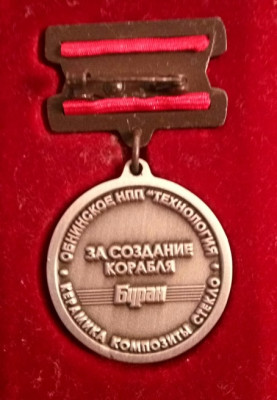 ОБНИНСКОЕ НПП "ТЕХНОЛОГИЯ
ЗА СОЗДАНИЕ
КОРАБЛЯ
Буран
КЕРАМИКА КОМПОЗИТЫ СТЕКЛО